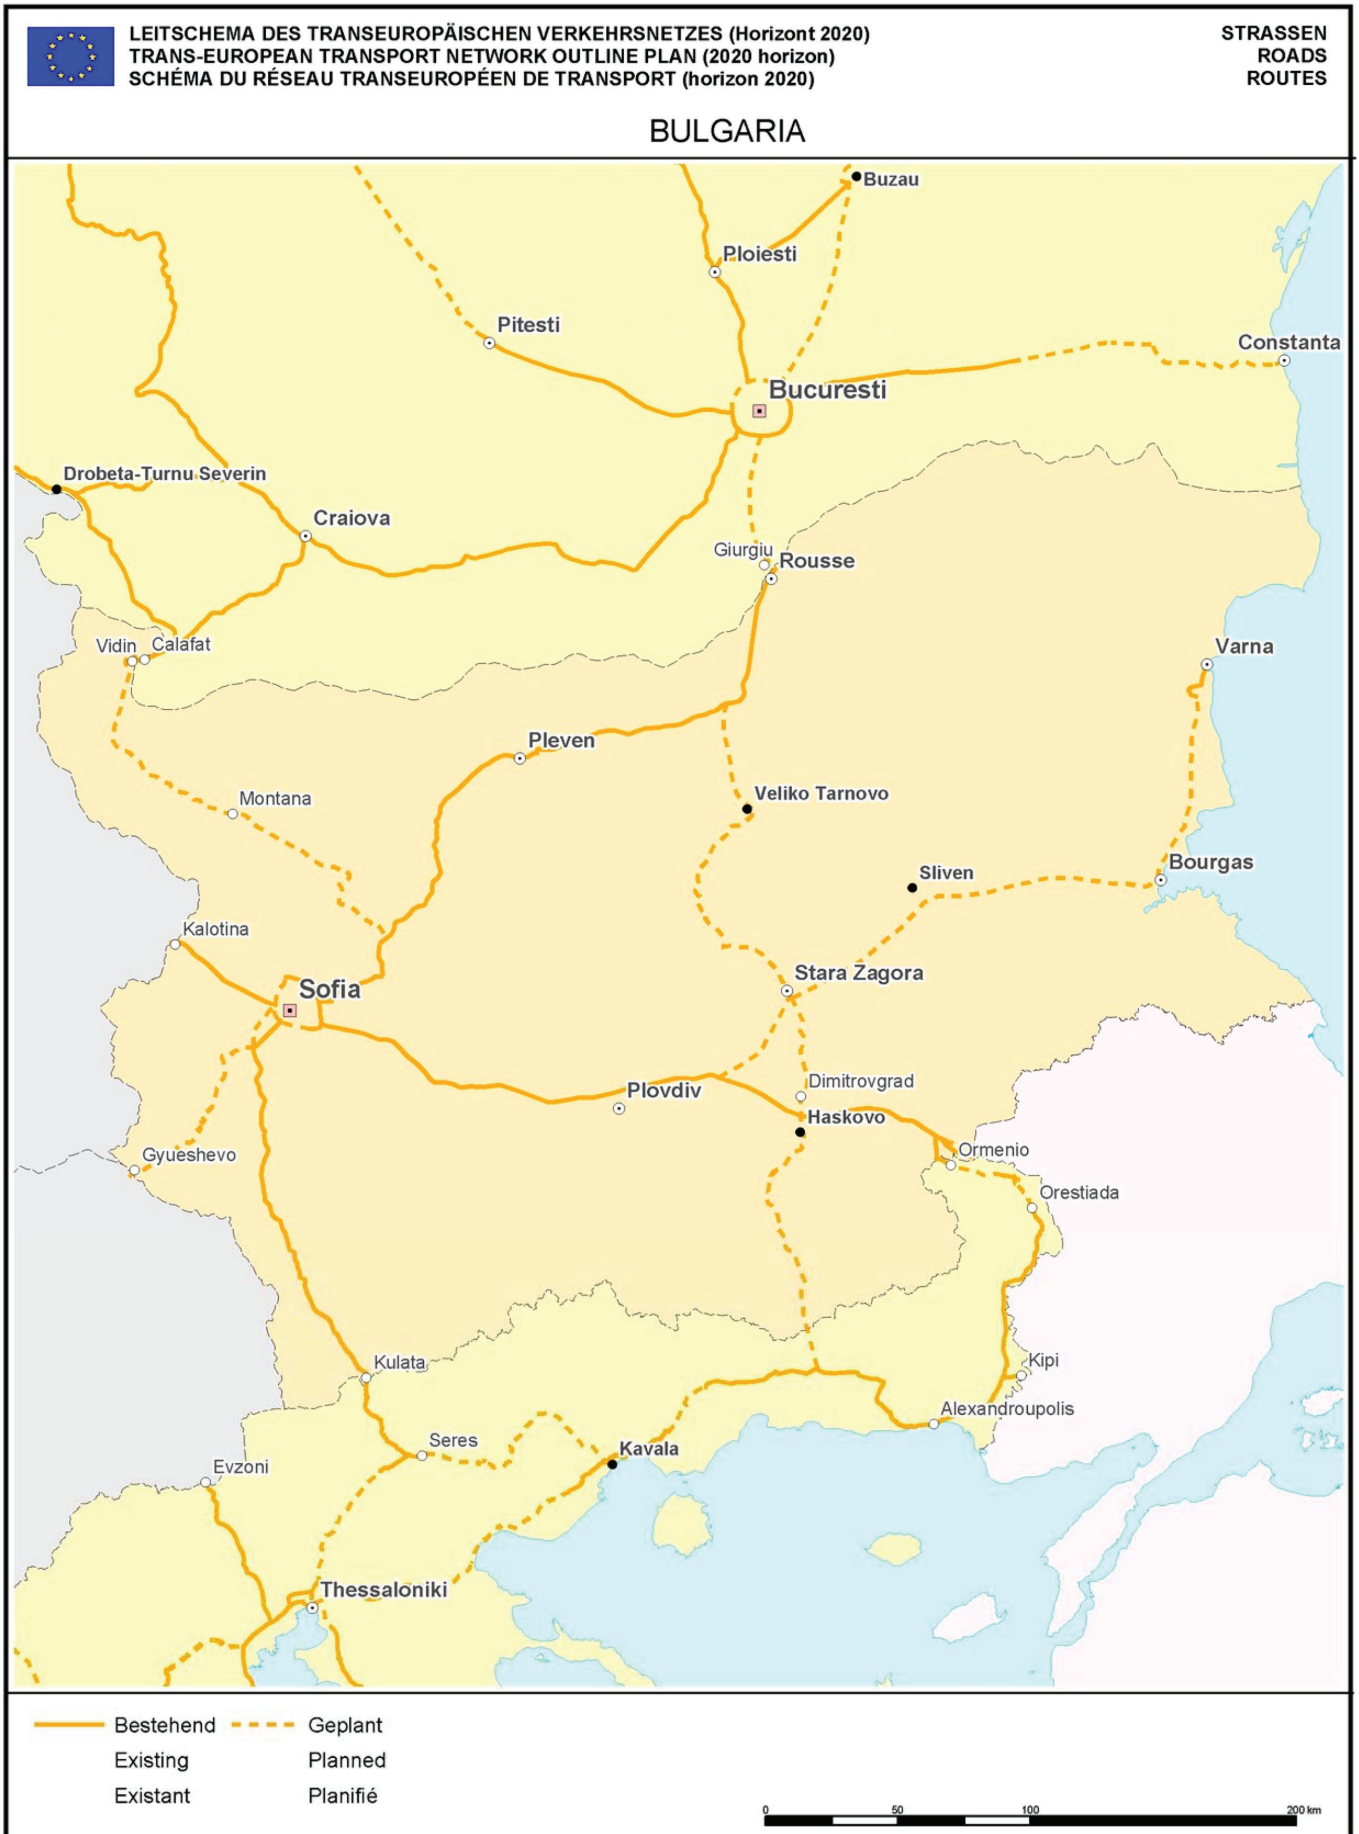 LEITSCHEMA DES TRANSEUROPÄISCHEN VERKEHRSNETZES (Horizont 2020)
TRANS-EUROPEAN TRANSPORT NETWORK OUTLINE PLAN (2020 horizon)
SCHÉMA DU RÉSEAU TRANSEUROPÉEN DE TRANSPORT (horizon 2020)
STRASSEN
ROADS
ROUTES
BULGARIA
Buzau
Ploiesti
Pitesti
Constanta
Bucuresti
Drobeta-Turnu Severin
Craiova
Giurgiu
Rousse
Vidin
Calafat
Varna
Pleven
Montana
Veliko Tarnovo
Bourgas
Sliven
Kalotina
Stara Zagora
Sofia
Dimitrovgrad
Plovdiv
Haskovo
Ormenio
Gyueshevo
Orestiada
Kulata
Kipi
Alexandroupolis
Seres
Kavala
Evzoni
Thessaloniki
Bestehend
Geplant
Existing
Planned
Existant
Planifié
0 50 100 200 km